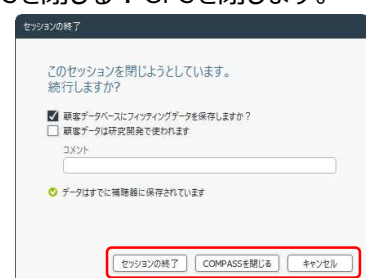 を閉じる：GPSを閉じます。
セッションの終了
このセッションを閉じようとしています。
続行しますか?
顧客データベースにフィッティングデータを保存しますか？
顧客データは研究開発で使われます
コメント
データはすでに補聴器に保存されています
セッションの終了 COMPASSを閉じる キャンセル